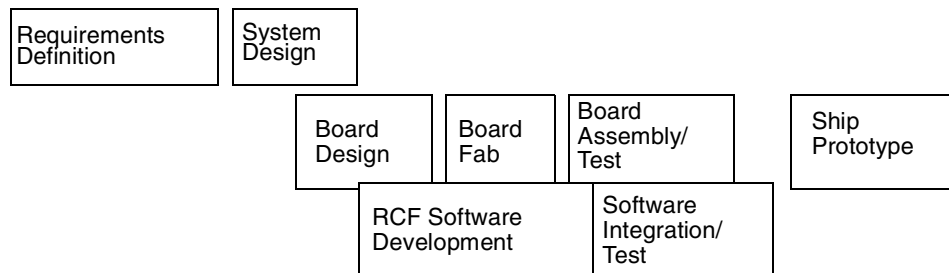 Requirements
Definition
System
Design
Board
Design
Board
Fab
Board
Assembly/
Test
Ship
Prototype
RCF Software
Development
Software
Integration/
Test